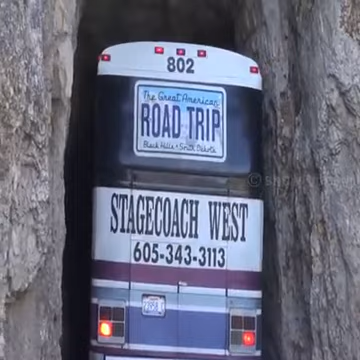 802
The Great American
ROAD TRIP
Black Hills • South Dakota
STAGECOACH WEST
605-343-3113